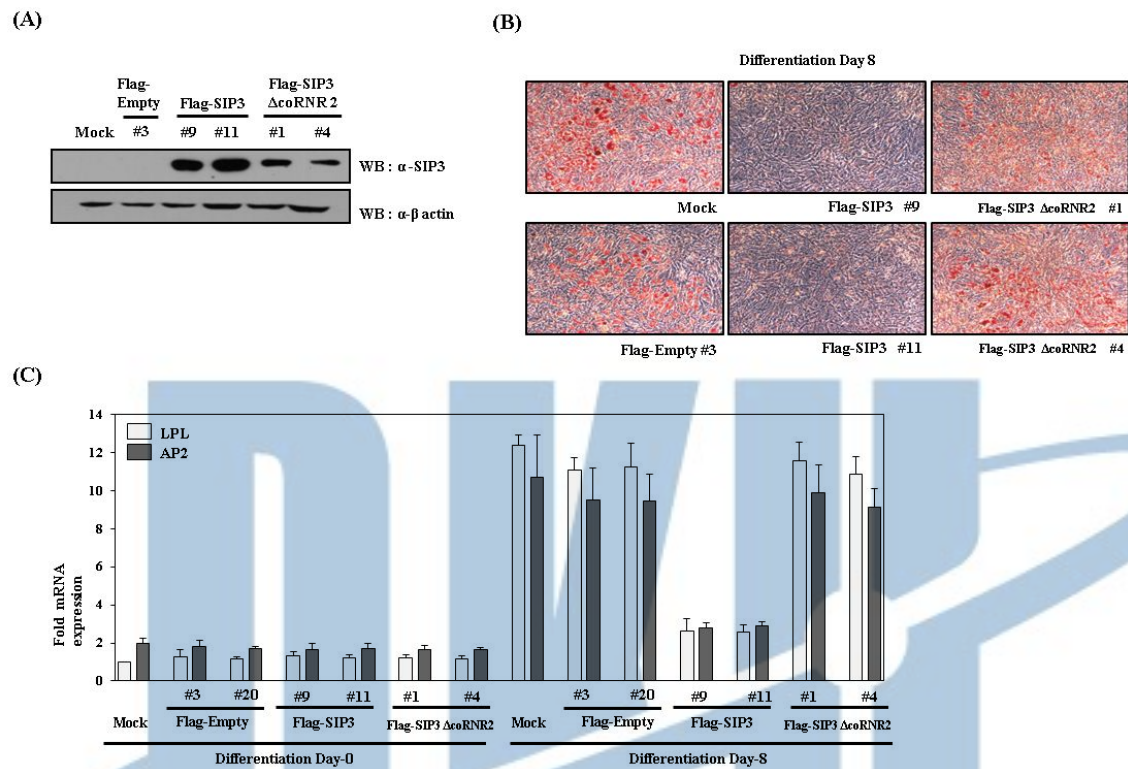 (A)
Flag-
Empty
Flag-SIP3
Flag-SIP3
ΔcoRNR 2
Mock #3 #9 #11 #1 #4
WB : α-SIP3
WB : α-β actin
(B)
Differentiation Day 8
Mock Flag-SIP3 #9 Flag-SIP3 ΔcoRNR2 #1
Flag-Empty #3 Flag-SIP3 #11 Flag-SIP3 ΔcoRNR2 #4
(C)
Fold mRNA
expression
14
12
10
8
6
4
2
0
LPL
AP2
#3 #20 #9 #11 #1 #4 #3 #20 #9 #11 #1 #4
Mock Flag-Empty Flag-SIP3 Flag-SIP3 ΔcoRNR2 Mock Flag-Empty Flag-SIP3 Flag-SIP3 ΔcoRNR2
Differentiation Day-0 Differentiation Day-8